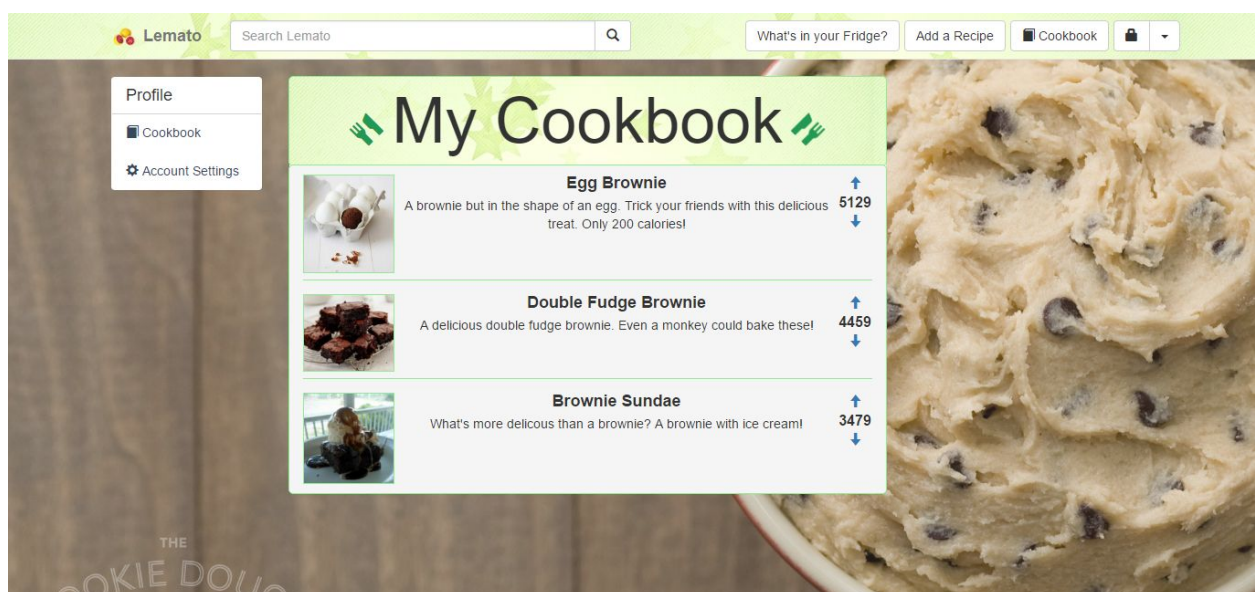 Lemato
Search Lemato
What's in your Fridge?
Add a Recipe
Cookbook
Profile
Cookbook
Account Settings
My Cookbook
Egg Brownie
A brownie but in the shape of an egg. Trick your friends with this delicious
treat. Only 200 calories!
5129
Double Fudge Brownie
A delicious double fudge brownie. Even a monkey could bake these!
4459
Brownie Sundae
What's more delicous than a brownie? A brownie with ice cream!
3479
THE